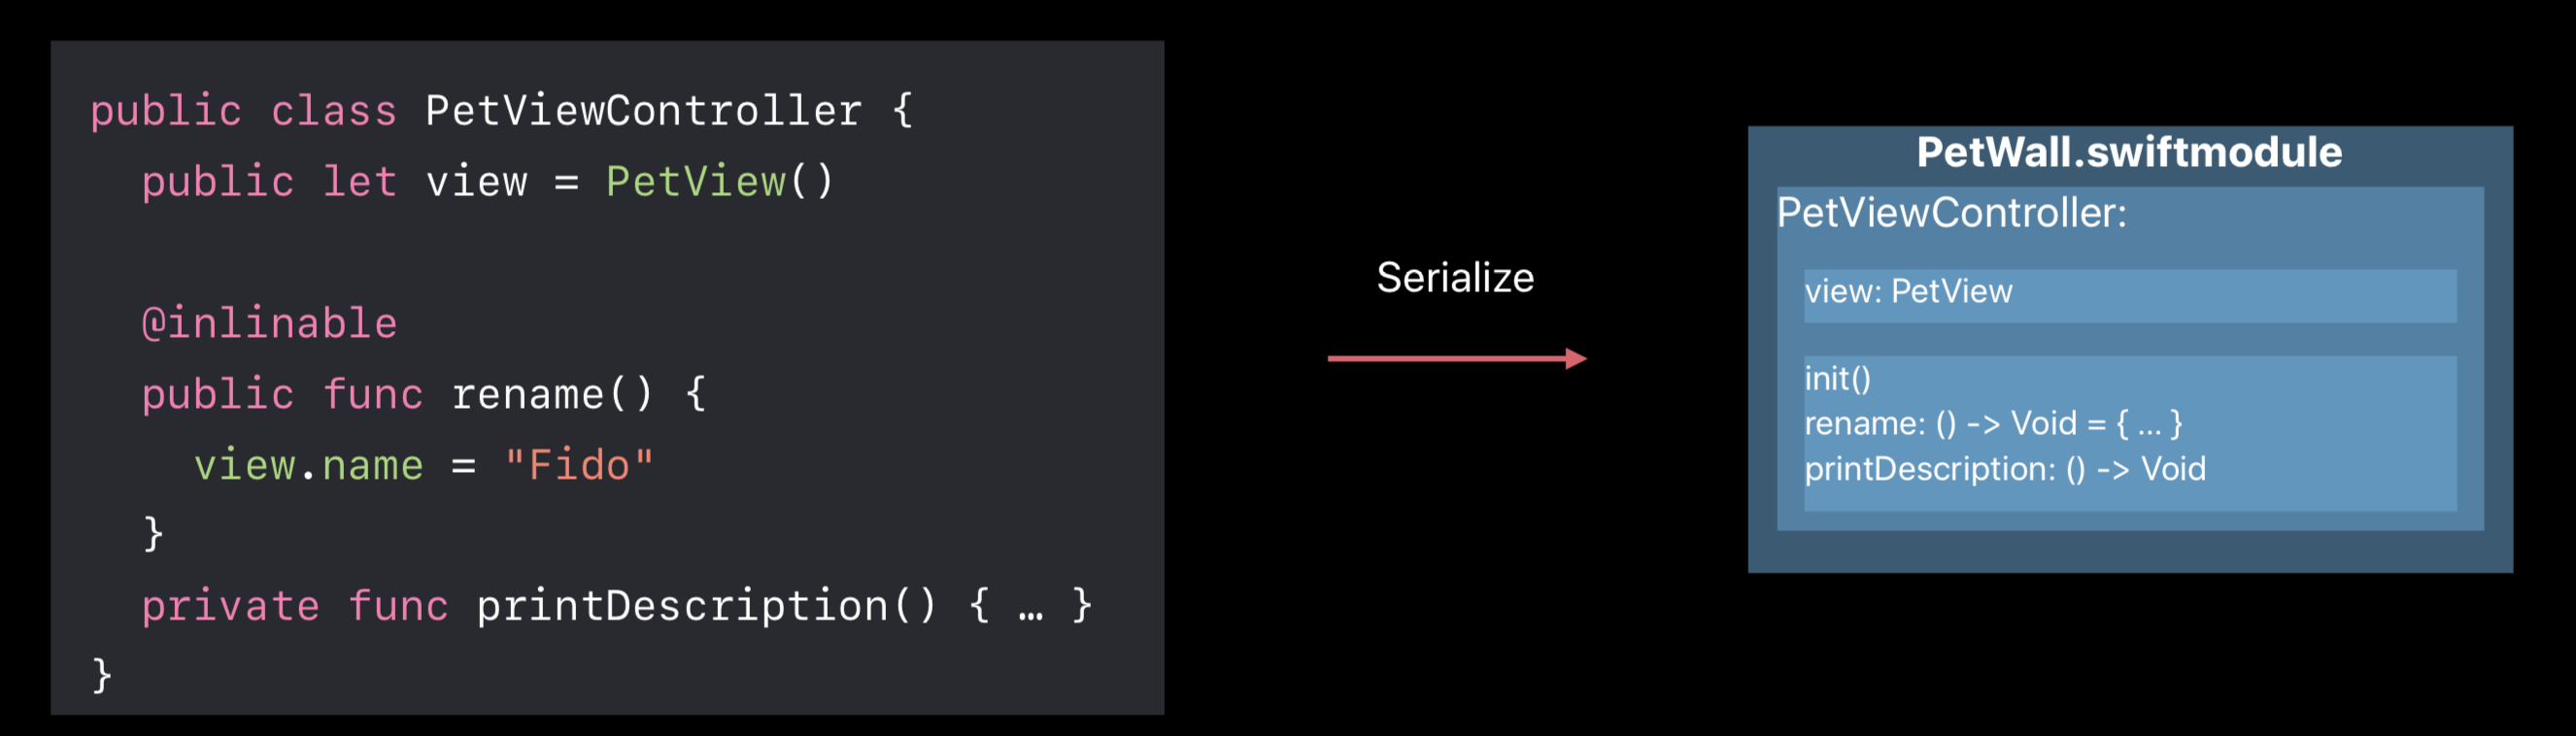 public class PetViewController {
public let view = PetView()
@inlinable
public func rename() {
view.name = "Fido"
}
private func printDescription() { … }
}
Serialize
PetWall.swiftmodule
PetViewController:
view: PetView
init()
rename: () -> Void = { ... }
printDescription: () -> Void